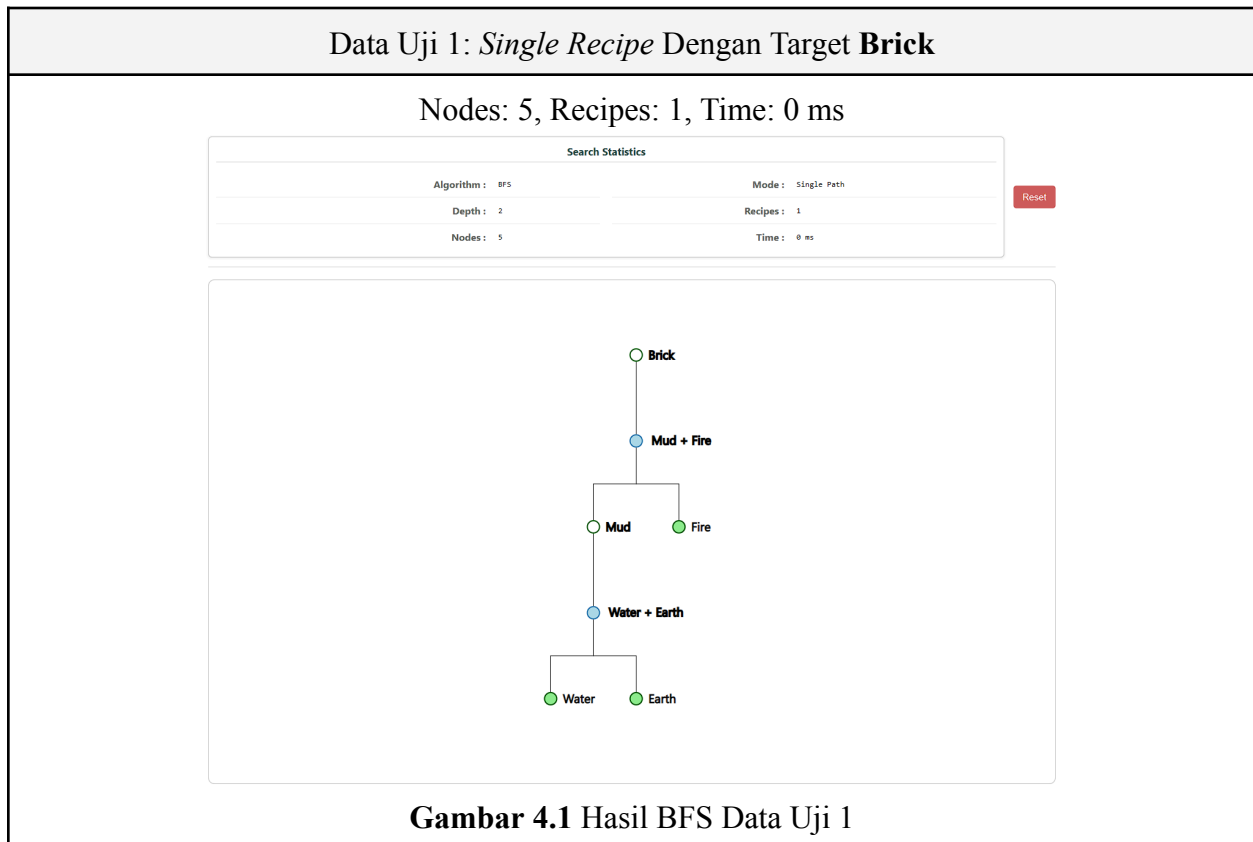 Data Uji 1: Single Recipe Dengan Target Brick
Nodes: 5, Recipes: 1, Time: 0 ms
Search Statistics
Algorithm : BFS Mode : Single Path
Reset
Depth : 2 Recipes : 1
Nodes : 5 Time : 0 ms
Brick
Mud + Fire
Mud Fire
Water + Earth
Water Earth
Gambar 4.1 Hasil BFS Data Uji 1